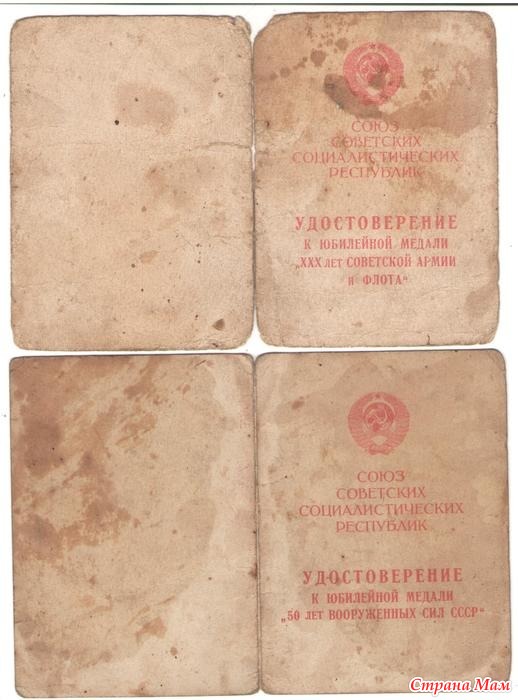 СОЮЗ
СОВЕТСКИХ
СОЦИАЛИСТИЧЕСКИХ
РЕСПУБЛИК
УДОСТОВЕРЕНИЕ
К ЮБИЛЕЙНОЙ МЕДАЛИ
„XXX ЛЕТ СОВЕТСКОЙ АРМИИ
И ФЛОТА“
СОЮЗ
СОВЕТСКИХ
СОЦИАЛИСТИЧЕСКИХ
РЕСПУБЛИК
УДОСТОВЕРЕНИЕ
К ЮБИЛЕЙНОЙ МЕДАЛИ
„50 ЛЕТ ВООРУЖЕННЫХ СИЛ СССР“
Страна Мам